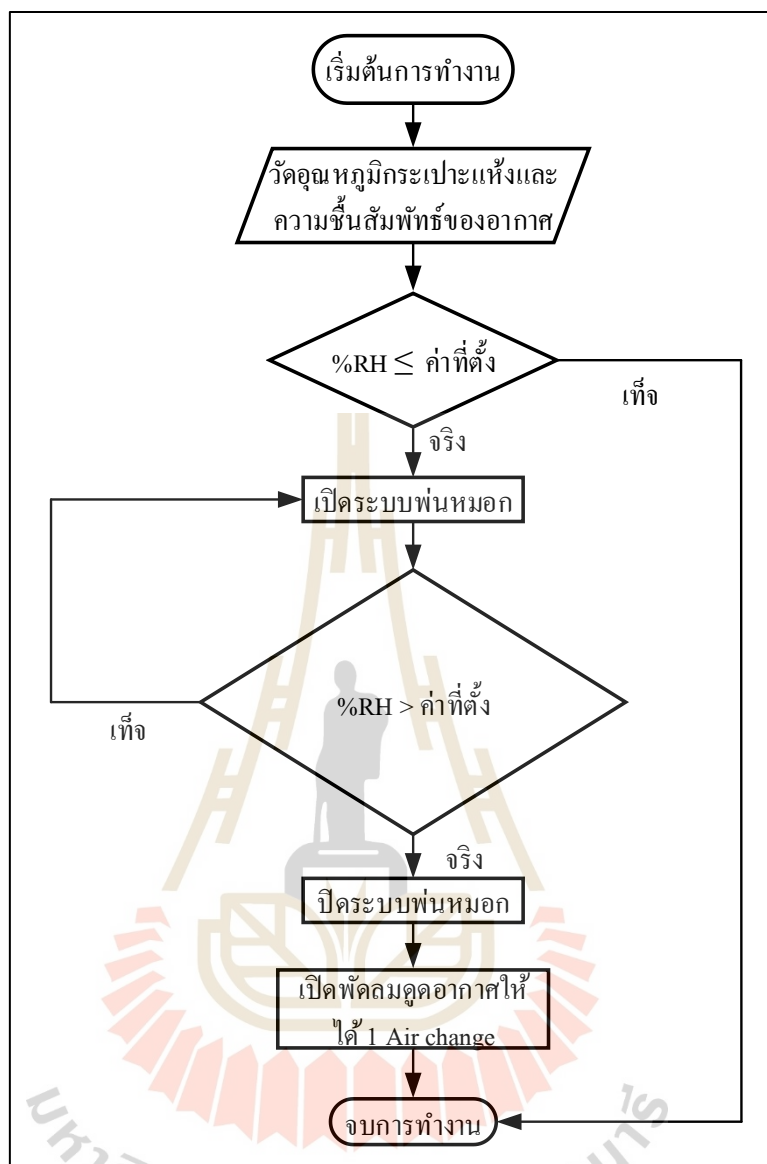 เริ่มต้นการทำงาน
วัดอุณหภูมิกระเปาะแห้งและ
ความชื้นสัมพัทธ์ของอากาศ
%RH ≤ ค่าที่ตั้ง
เท็จ
จริง
เปิดระบบพ่นหมอก
%RH > ค่าที่ตั้ง
เท็จ
จริง
ปิดระบบพ่นหมอก
เปิดพัดลมดูดอากาศให้
ได้ 1 Air change
จบการทำงาน